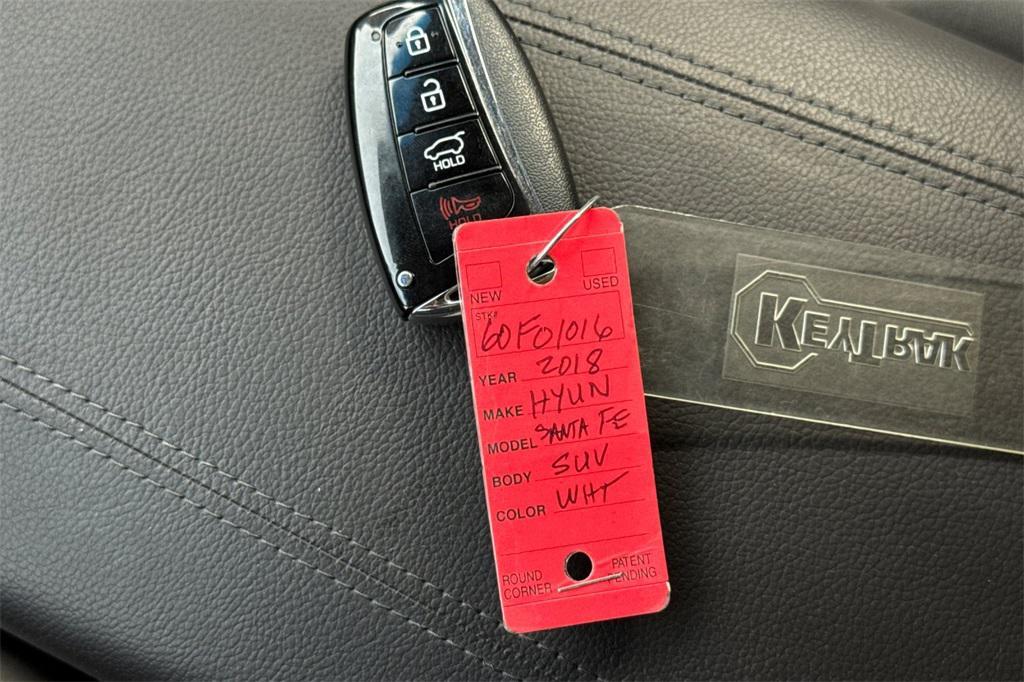 HOLD
HOLD
NEW USED
STK#
60F01016
YEAR 2018
MAKE HYUN
MODEL SANTA FE
BODY SUV
COLOR WHT
ROUND CORNER
PATENT PENDING
KEYTRAK